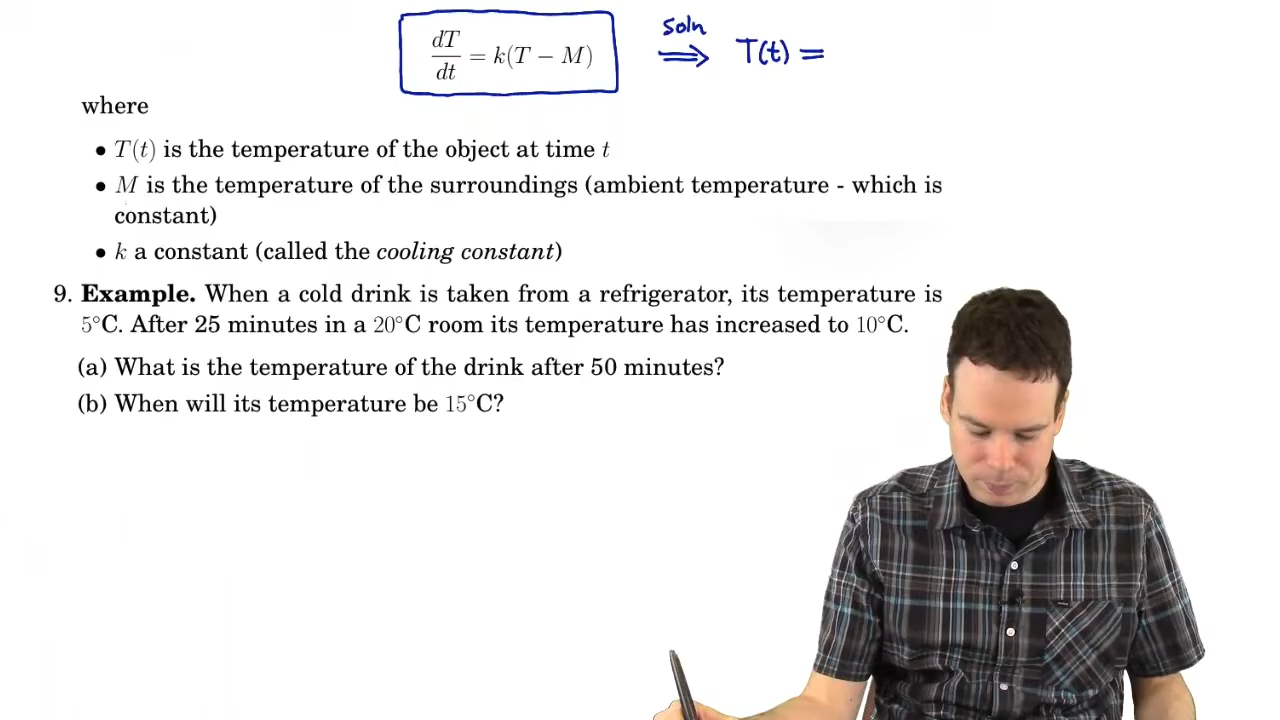 dT/dt = k(T − M) soln ⟹ T(t) =
where
• T(t) is the temperature of the object at time t
• M is the temperature of the surroundings (ambient temperature - which is
constant)
• k a constant (called the cooling constant)
9. Example. When a cold drink is taken from a refrigerator, its temperature is
5°C. After 25 minutes in a 20°C room its temperature has increased to 10°C.
(a) What is the temperature of the drink after 50 minutes?
(b) When will its temperature be 15°C?